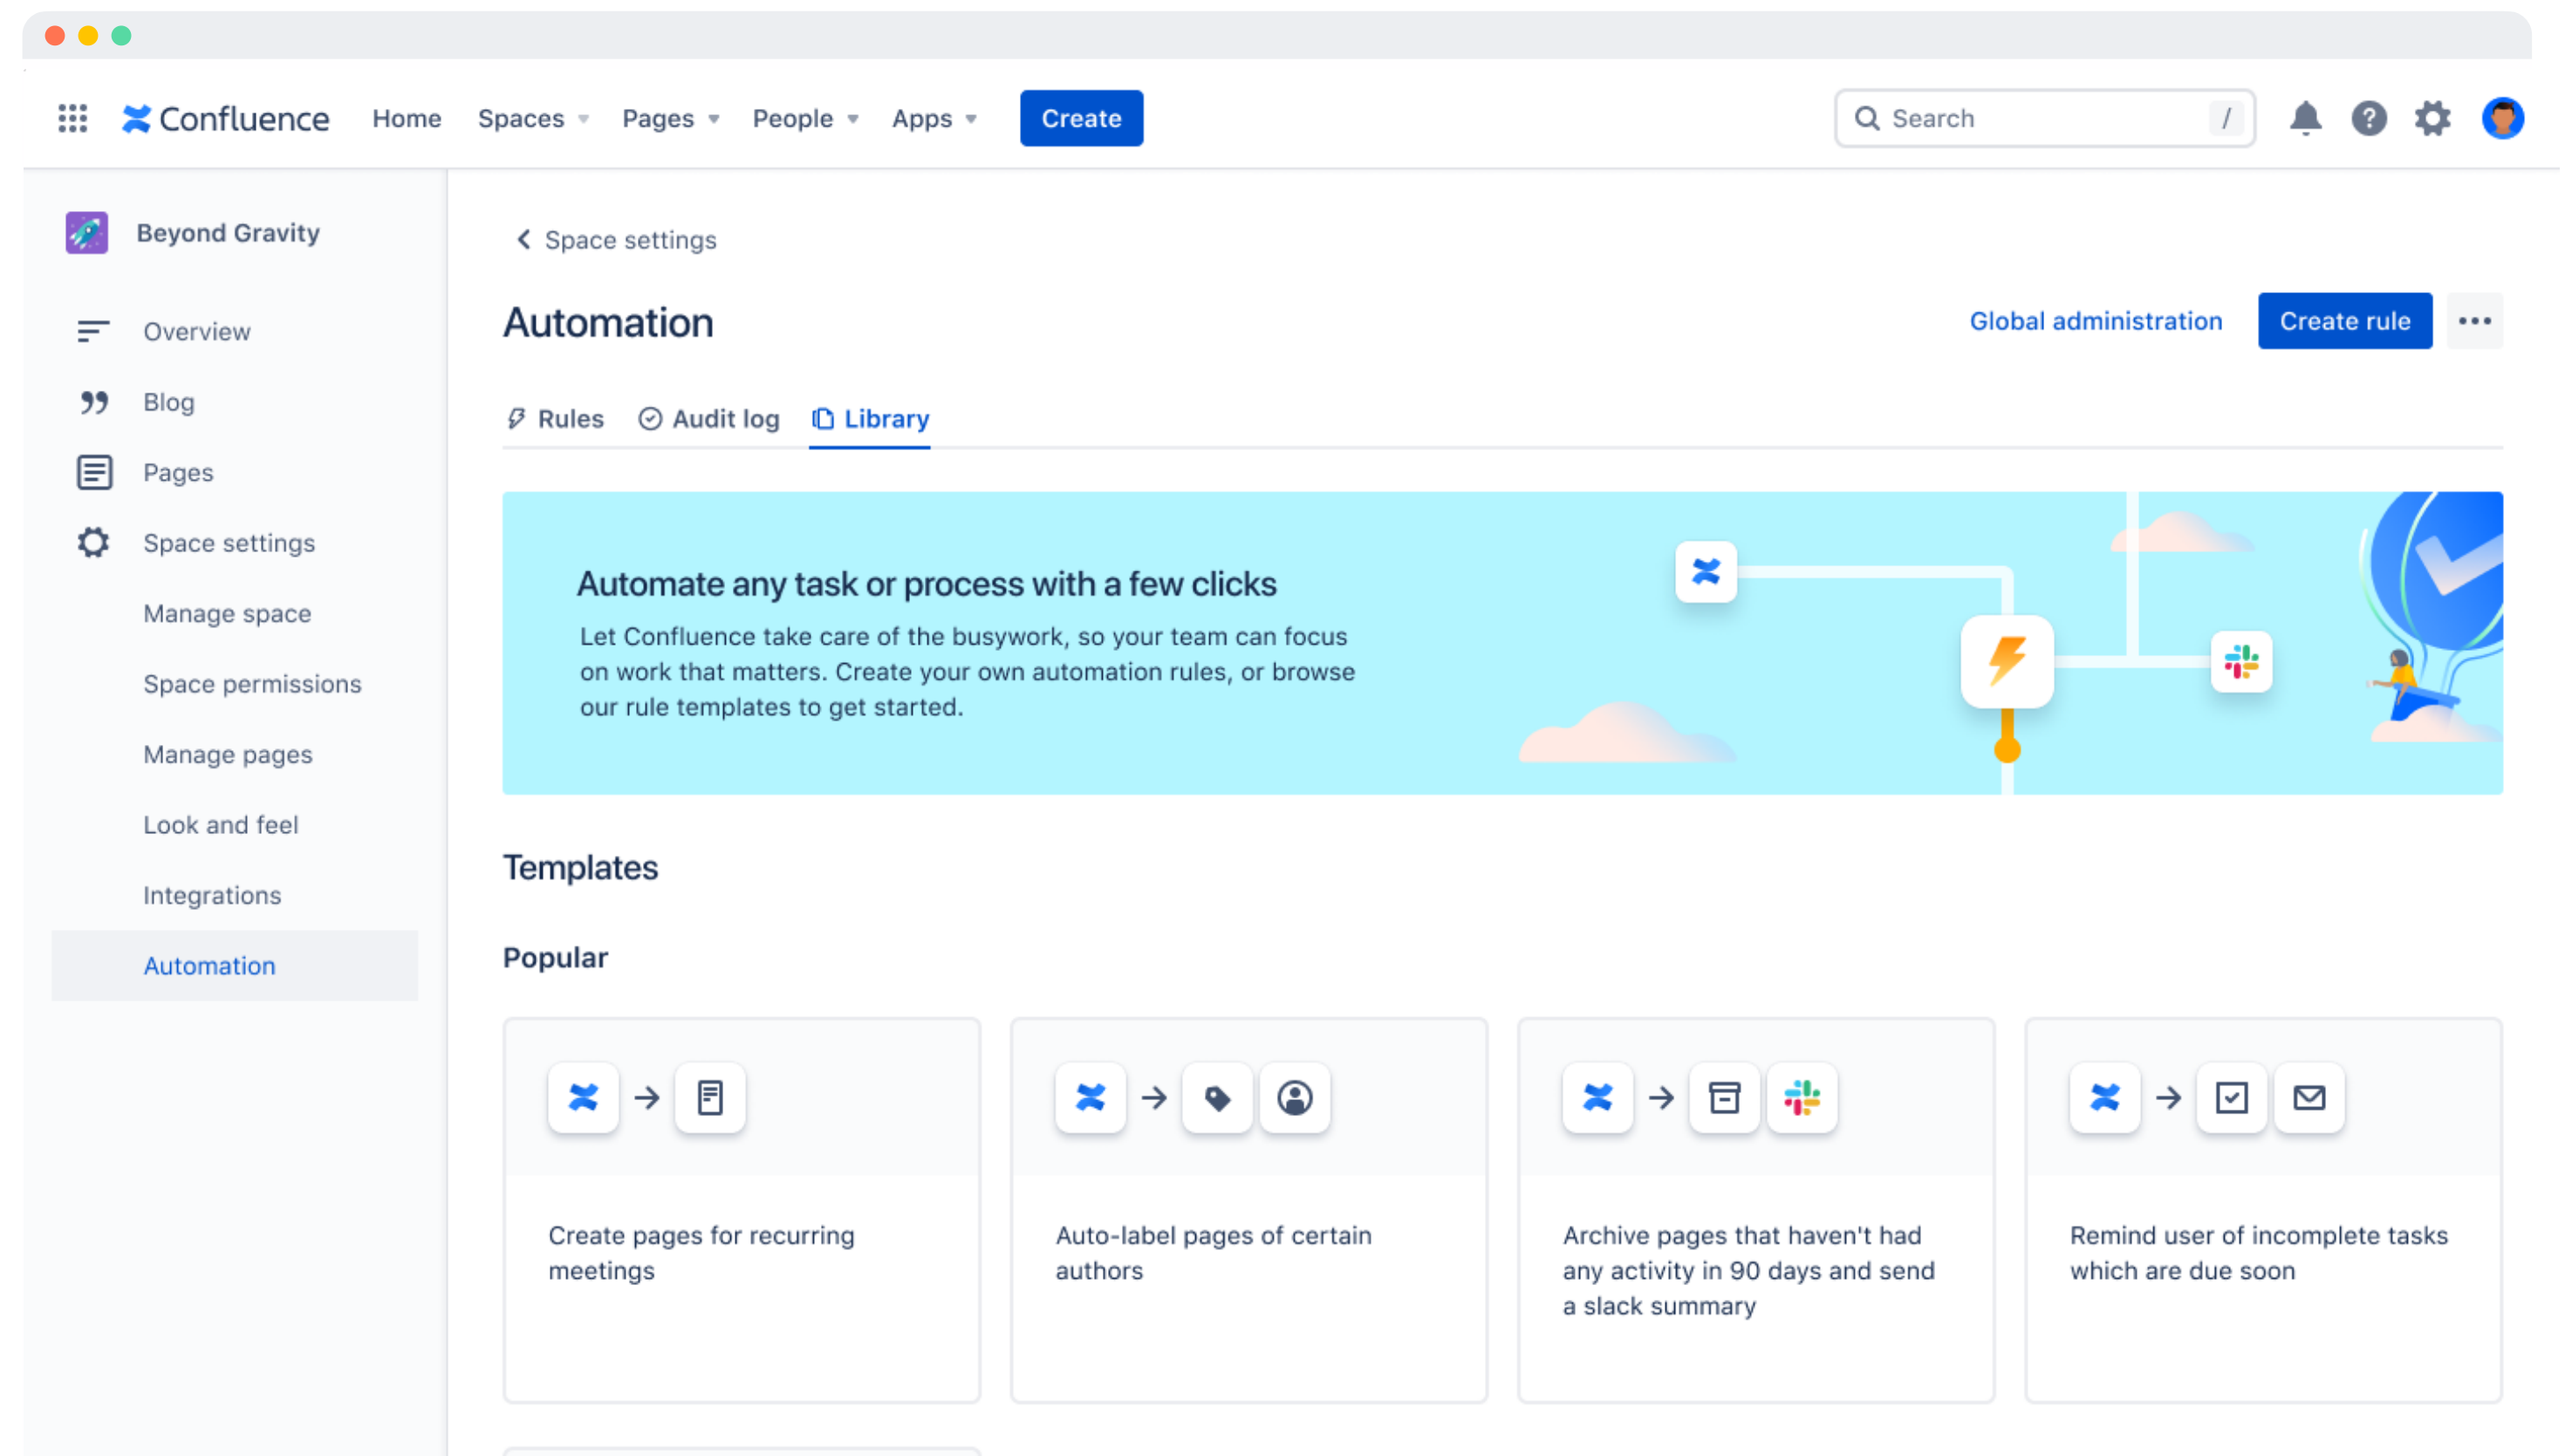 Confluence
Home
Spaces
Pages
People
Apps
Create
Search
/
Beyond Gravity
Overview
Blog
Pages
Space settings
Manage space
Space permissions
Manage pages
Look and feel
Integrations
Automation
Space settings
Automation
Global administration
Create rule
Rules
Audit log
Library
Automate any task or process with a few clicks
Let Confluence take care of the busywork, so your team can focus
on work that matters. Create your own automation rules, or browse
our rule templates to get started.
Templates
Popular
Create pages for recurring
meetings
Auto-label pages of certain
authors
Archive pages that haven't had
any activity in 90 days and send
a slack summary
Remind user of incomplete tasks
which are due soon